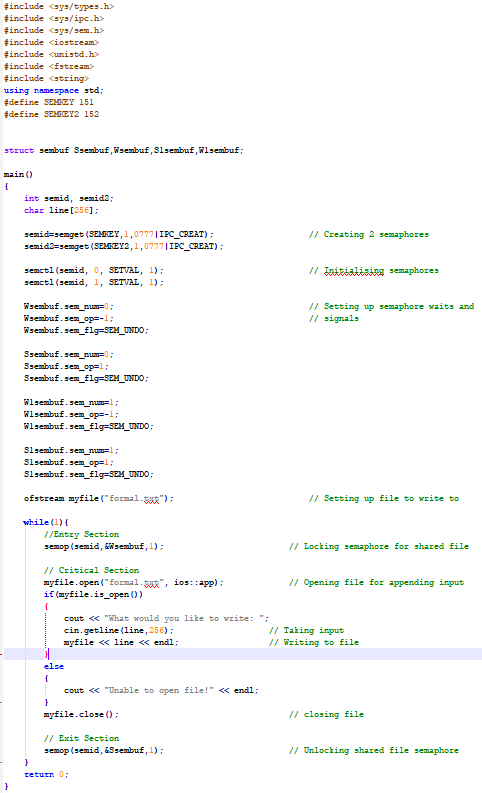 #include <sys/types.h>
#include <sys/ipc.h>
#include <sys/sem.h>
#include <iostream>
#include <unistd.h>
#include <fstream>
#include <string>
using namespace std;
#define SEMKEY 151
#define SEMKEY2 152
struct sembuf Ssembuf,Wsembuf,S1sembuf,W1sembuf;
main()
{
int semid, semid2;
char line[256];
semid=semget(SEMKEY,1,0777|IPC_CREAT); // Creating 2 semaphores
semid2=semget(SEMKEY2,1,0777|IPC_CREAT);
semctl(semid, 0, SETVAL, 1); // Initialising semaphores
semctl(semid, 1, SETVAL, 1);
Wsembuf.sem_num=0; // Setting up semaphore waits and
Wsembuf.sem_op=-1; // signals
Wsembuf.sem_flg=SEM_UNDO;
Ssembuf.sem_num=0;
Ssembuf.sem_op=1;
Ssembuf.sem_flg=SEM_UNDO;
W1sembuf.sem_num=1;
W1sembuf.sem_op=-1;
W1sembuf.sem_flg=SEM_UNDO;
S1sembuf.sem_num=1;
S1sembuf.sem_op=1;
S1sembuf.sem_flg=SEM_UNDO;
ofstream myfile("formal.txt"); // Setting up file to write to
while(1){
//Entry Section
semop(semid,&Wsembuf,1); // Locking semaphore for shared file
// Critical Section
myfile.open("formal.txt", ios::app); // Opening file for appending input
if(myfile.is_open())
{
cout << "What would you like to write: ";
cin.getline(line,256); // Taking input
myfile << line << endl; // Writing to file
}
else
{
cout << "Unable to open file!" << endl;
}
myfile.close(); // closing file
// Exit Section
semop(semid,&Ssembuf,1); // Unlocking shared file semaphore
}
return 0;
}